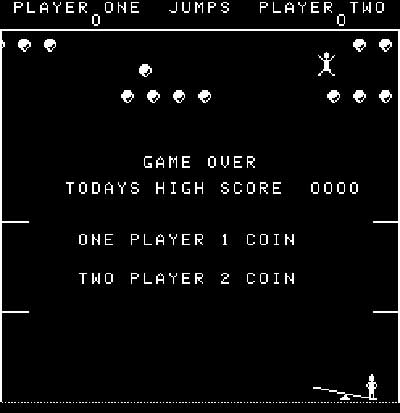 PLAYER ONE JUMPS PLAYER TWO
0 0
GAME OVER
TODAYS HIGH SCORE 0000
ONE PLAYER 1 COIN
TWO PLAYER 2 COIN